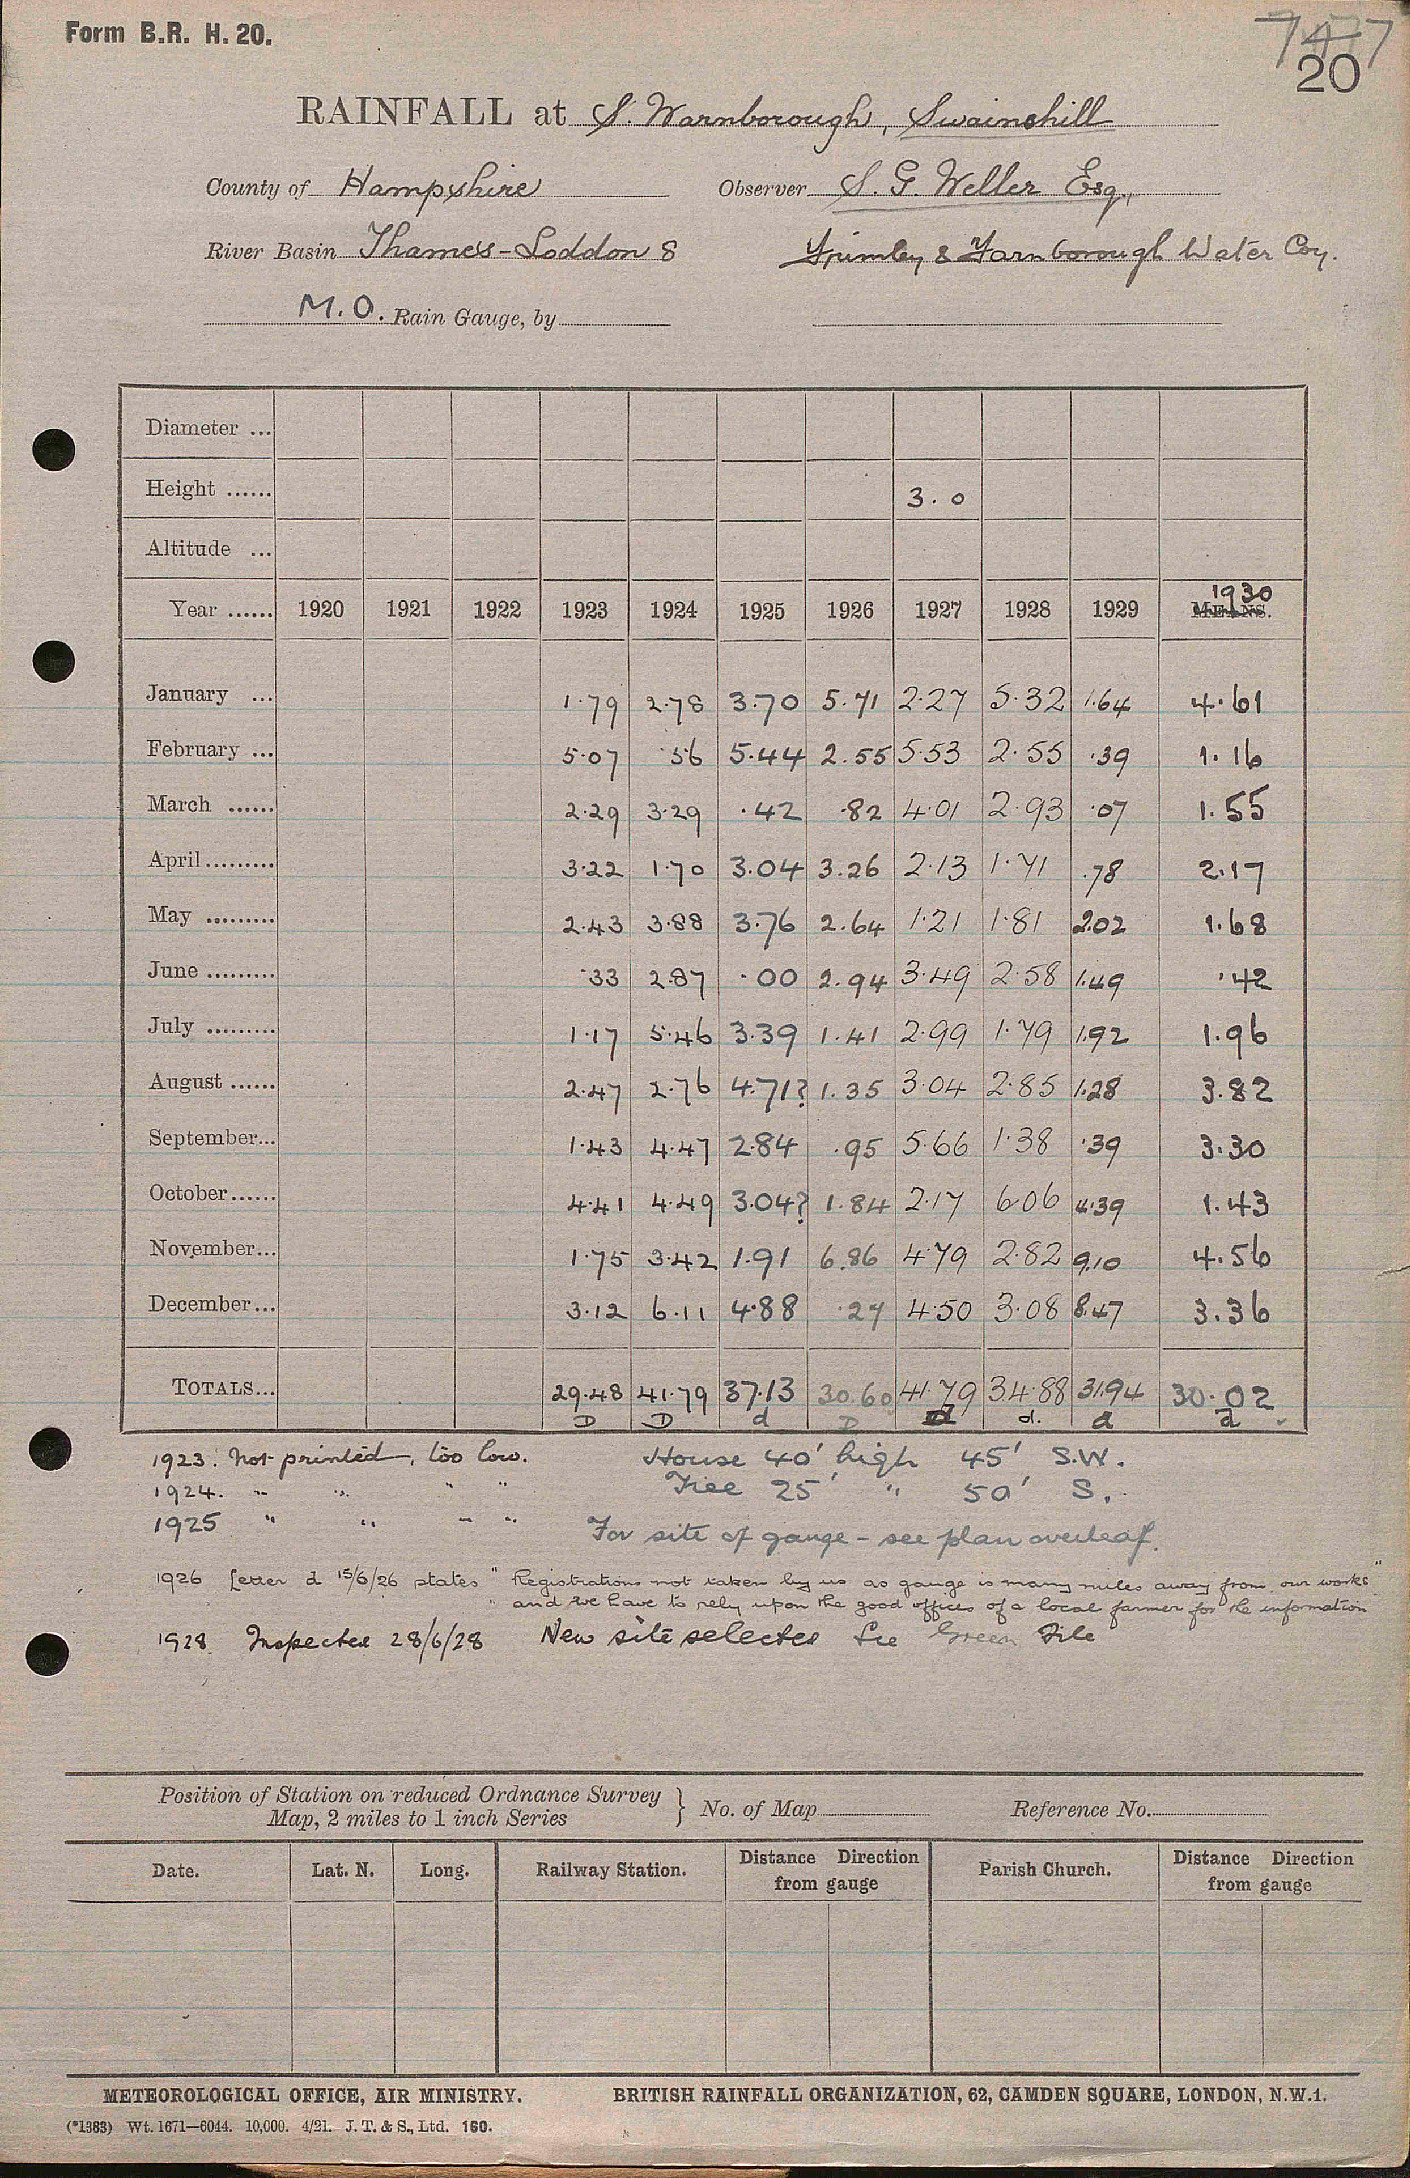 Form B.R. H. 20.
747
20
RAINFALL at S. Warnborough, Swainshill
County of Hampshire Observer S. G. Weller Esq,
River Basin Thames-Loddon 8 Frimley & Farnborough Water Coy.
M.O. Rain Gauge, by
Diameter ...
Height ...... 3.0
Altitude ...
1930
Year ...... 1920 1921 1922 1923 1924 1925 1926 1927 1928 1929 MEANS.
January ... 1.79 2.78 3.70 5.71 2.27 5.32 1.64 4.61
February ... 5.07 .56 5.44 2.55 5.53 2.55 .39 1.16
March ...... 2.29 3.29 .42 .82 4.01 2.93 .07 1.55
April ......... 3.22 1.70 3.04 3.26 2.13 1.71 .78 2.17
May ......... 2.43 3.88 3.76 2.64 1.21 1.81 2.02 1.68
June ......... .33 2.87 .00 2.94 3.49 2.58 1.49 .42
July ......... 1.17 5.46 3.39 1.41 2.99 1.79 1.92 1.96
August ...... 2.47 2.76 4.71? 1.35 3.04 2.85 1.28 3.82
September... 1.43 4.47 2.84 .95 5.66 1.38 .39 3.30
October...... 4.41 4.49 3.04? 1.84 2.17 6.06 4.39 1.43
November... 1.75 3.42 1.91 6.86 4.79 2.82 9.10 4.56
December... 3.12 6.11 4.88 .27 4.50 3.08 8.47 3.36
TOTALS... 29.48 41.79 37.13 30.60 41.79 34.88 31.94 30.02
D D d D d d. d d
1923. Not printed, too low. House 40' high 45' S.W.
1924. " " " " Tree 25' " 50' S.
1925 " " " " For site of gauge - see plan overleaf.
1926 Letter d 15/6/26 states "Registrations not taken by us as gauge is many miles away from our works
" and we have to rely upon the good offices of a local farmer for the information"
1928 Inspected 28/6/28 New site selected See Green File
Position of Station on reduced Ordnance Survey
Map, 2 miles to 1 inch Series } No. of Map Reference No.
Date. Lat. N. Long. Railway Station. Distance Direction from gauge Parish Church. Distance Direction from gauge
METEOROLOGICAL OFFICE, AIR MINISTRY. BRITISH RAINFALL ORGANIZATION, 62, CAMDEN SQUARE, LONDON, N.W.1.
(*1383) Wt. 1671—6044. 10,000. 4/21. J. T. & S., Ltd. 160.